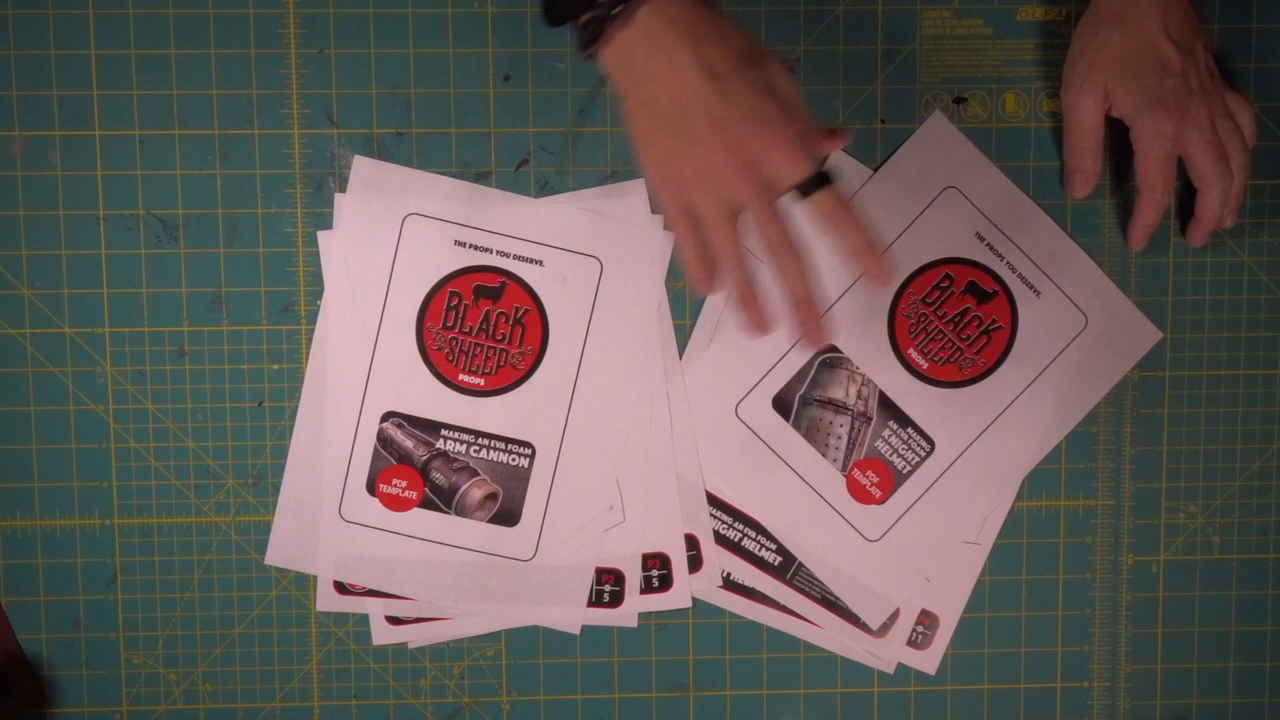 OLFA
THE PROPS YOU DESERVE.
BLACK
SHEEP
PROPS
MAKING AN EVA FOAM
ARM CANNON
PDF
TEMPLATE
P2
5
P3
5
THE PROPS YOU DESERVE.
BLACK
SHEEP
PROPS
MAKING
AN EVA FOAM
KNIGHT
HELMET
PDF
TEMPLATE
MAKING AN EVA FOAM
KNIGHT HELMET
11